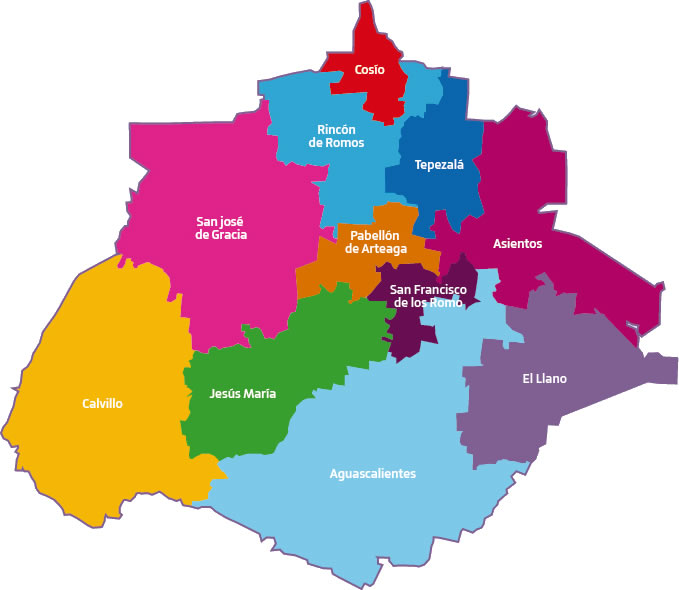 Cosío
Rincón
de Romos
Tepezalá
San josé
de Gracia
Pabellón
de Arteaga
Asientos
San Francisco
de los Romo
El Llano
Jesús María
Calvillo
Aguascalientes